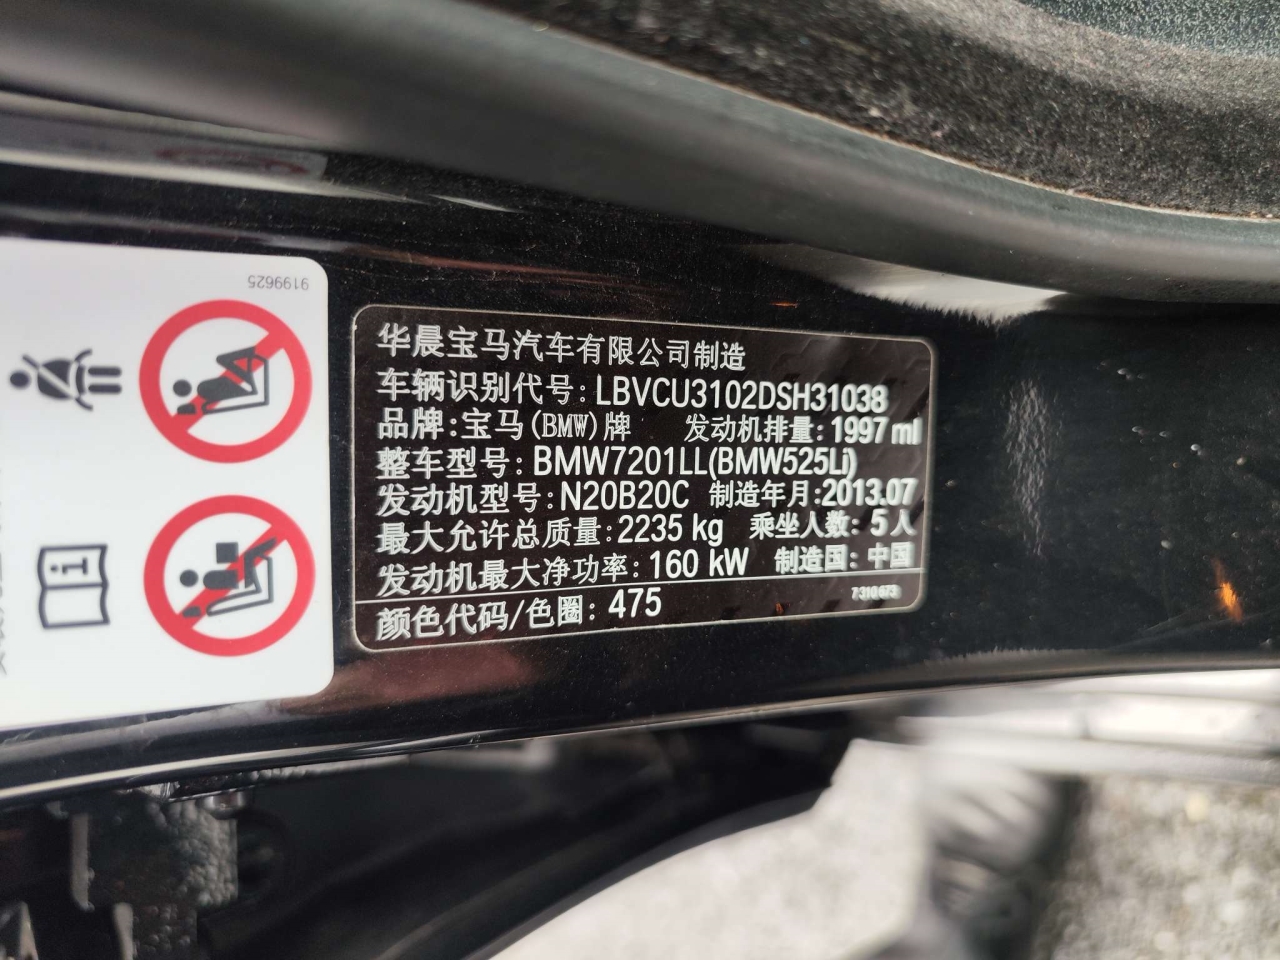 9199625
华晨宝马汽车有限公司制造
车辆识别代号: LBVCU3102DSH31038
品牌:宝马(BMW)牌 发动机排量: 1997 ml
整车型号: BMW7201LL(BMW525Li)
发动机型号: N20B20C 制造年月:2013.07
最大允许总质量: 2235 kg 乘坐人数: 5人
发动机最大净功率: 160 kW 制造国: 中国
颜色代码/色圈: 475
7310673